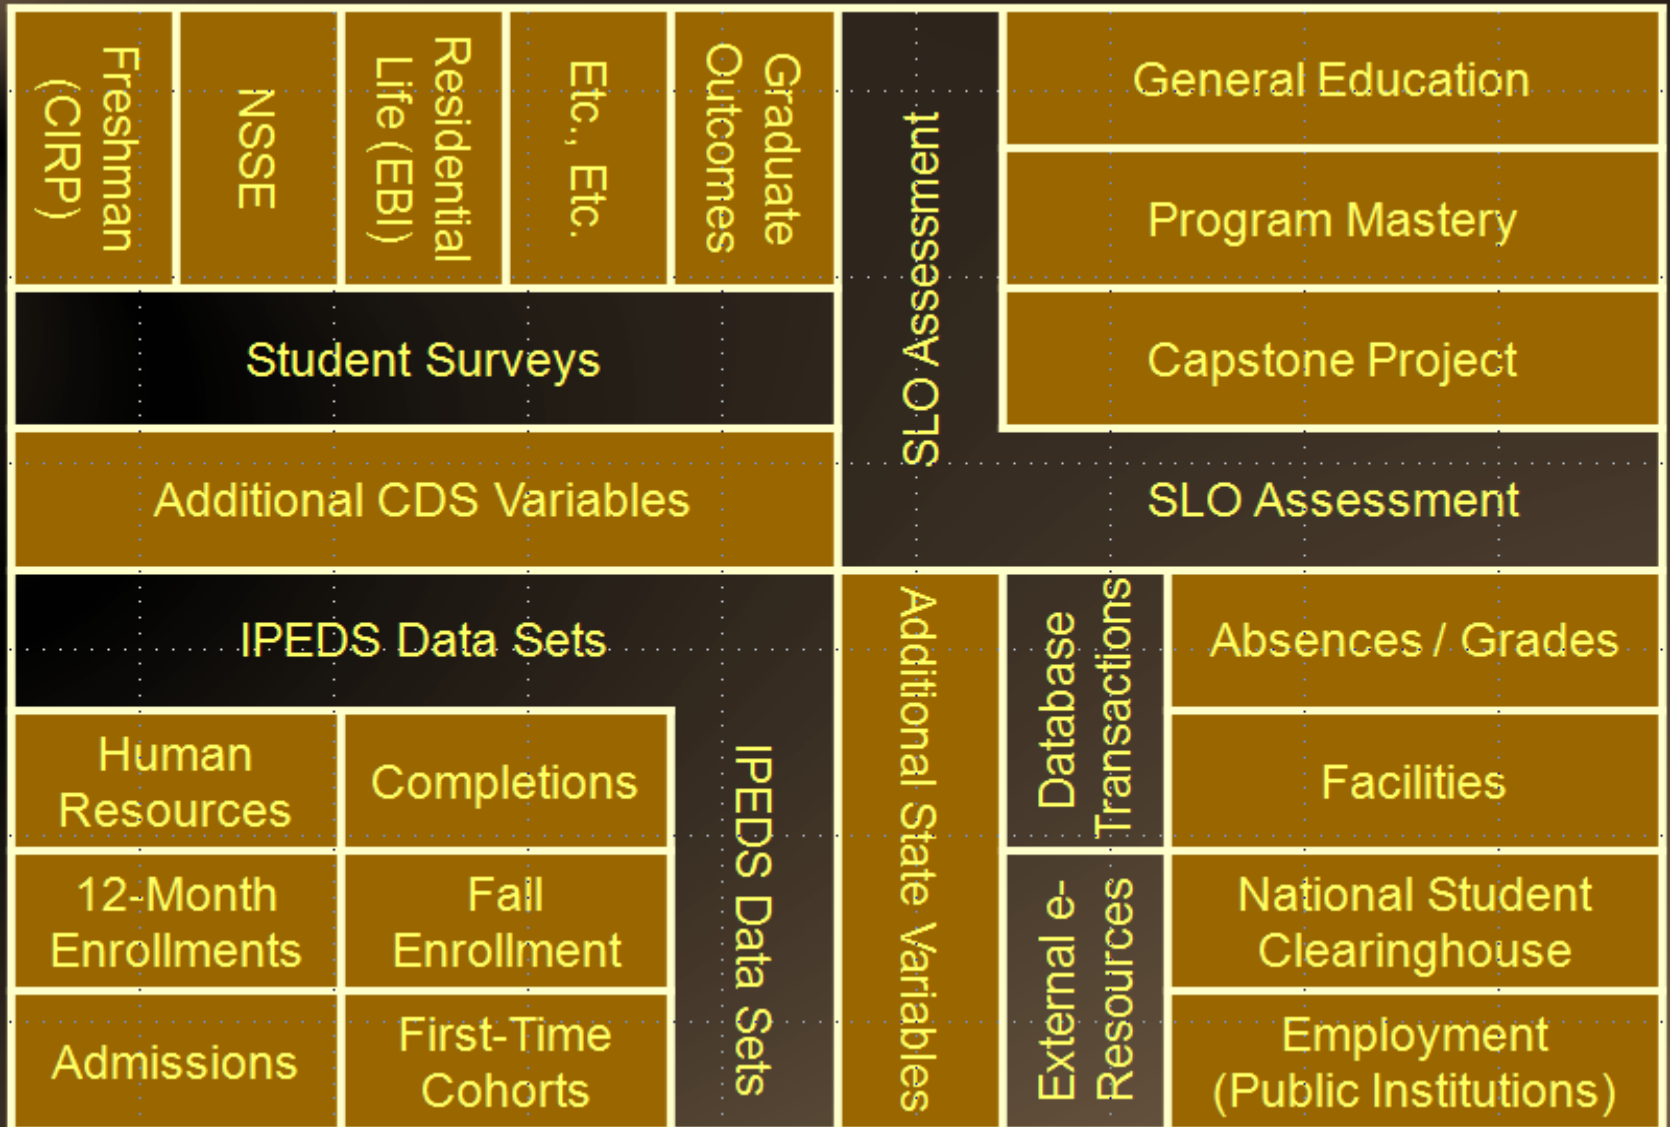 Freshman
(CIRP)
NSSE
Residential
Life (EBI)
Etc., Etc.
Graduate
Outcomes
Student Surveys
Additional CDS Variables
SLO Assessment
General Education
Program Mastery
Capstone Project
SLO Assessment
IPEDS Data Sets
Human
Resources
Completions
12-Month
Enrollments
Fall
Enrollment
Admissions
First-Time
Cohorts
IPEDS Data Sets
Additional State Variables
Database
Transactions
Absences / Grades
Facilities
External e-
Resources
National Student
Clearinghouse
Employment
(Public Institutions)